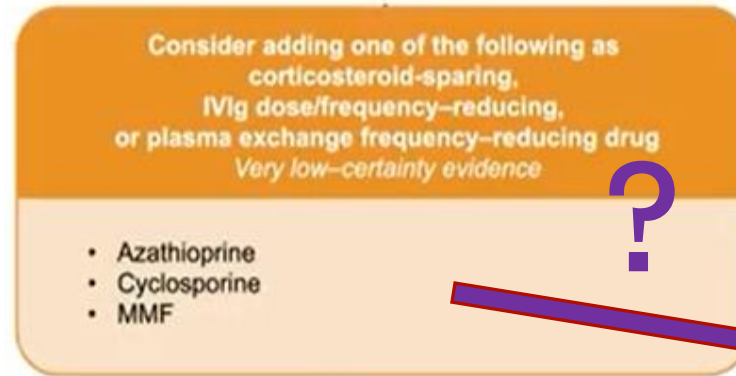 Consider adding one of the following as
corticosteroid-sparing,
IVIg dose/frequency–reducing,
or plasma exchange frequency–reducing drug
Very low–certainty evidence
?
• Azathioprine
• Cyclosporine
• MMF